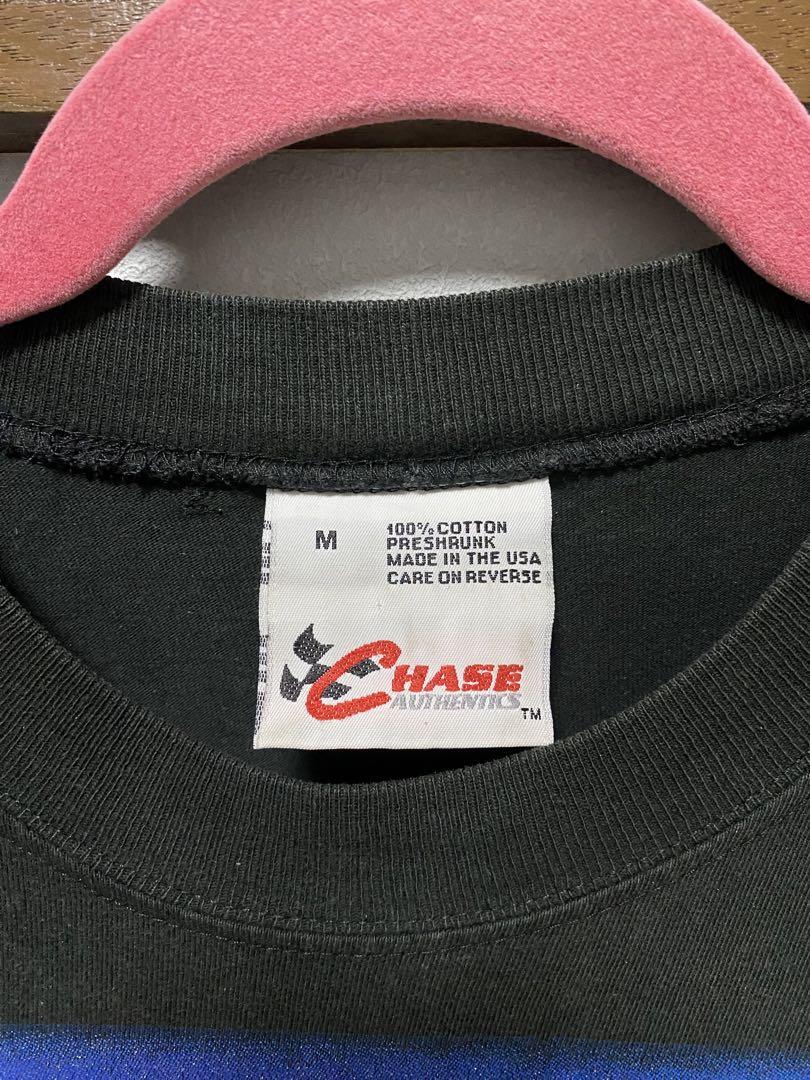 M
100% COTTON
PRESHRUNK
MADE IN THE USA
CARE ON REVERSE
CHASE
AUTHENTICS TM